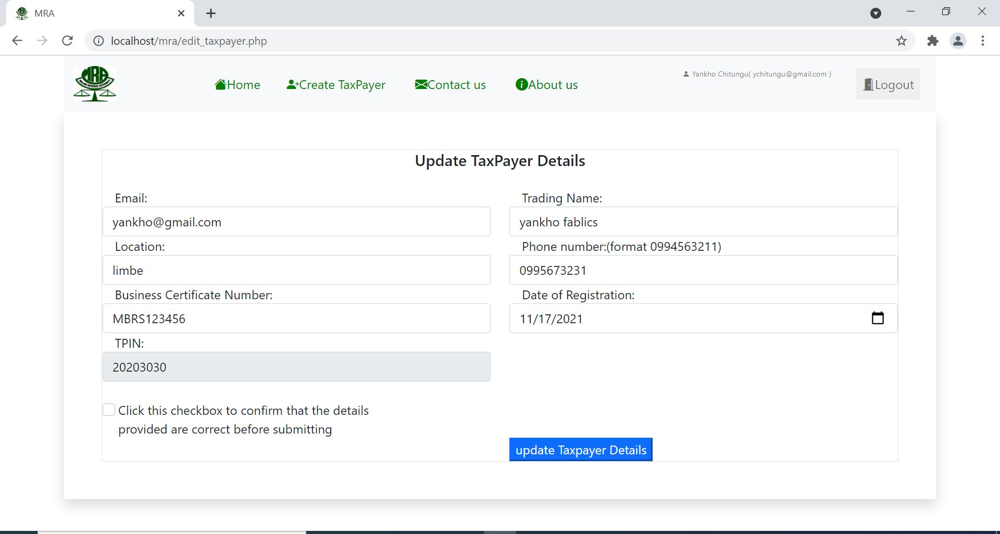 MRA
localhost/mra/edit_taxpayer.php
MRA
MALAWI REVENUE AUTHORITY
Home
Create TaxPayer
Contact us
About us
Yankho Chitungu( ychitungu@gmail.com )
Logout
Update TaxPayer Details
Email:
Trading Name:
yankho@gmail.com
yankho fablics
Location:
Phone number:(format 0994563211)
limbe
0995673231
Business Certificate Number:
Date of Registration:
MBRS123456
11/17/2021
TPIN:
20203030
Click this checkbox to confirm that the details
provided are correct before submitting
update Taxpayer Details